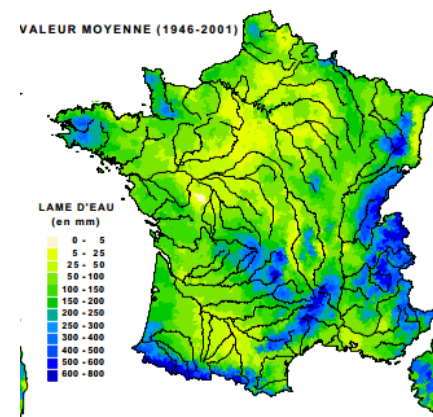 VALEUR MOYENNE (1946-2001)
LAME D'EAU
(en mm)
0 - 5
5 - 25
25 - 50
50 - 100
100 - 150
150 - 200
200 - 250
250 - 300
300 - 400
400 - 500
500 - 600
600 - 800